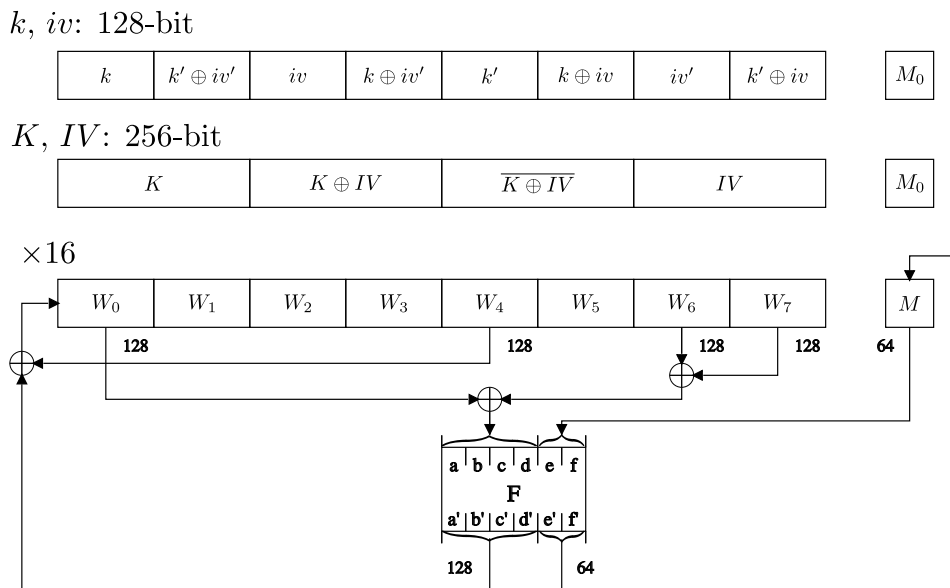 k, iv: 128-bit
k k′ ⊕ iv′ iv k ⊕ iv′ k′ k ⊕ iv iv′ k′ ⊕ iv M₀
K, IV: 256-bit
K K ⊕ IV K̅ ̅⊕̅ ̅I̅V̅ IV M₀
×16
W₀ W₁ W₂ W₃ W₄ W₅ W₆ W₇ M
128 128 128 128 64
a b c d e f
F
a' b' c' d' e' f'
128 64